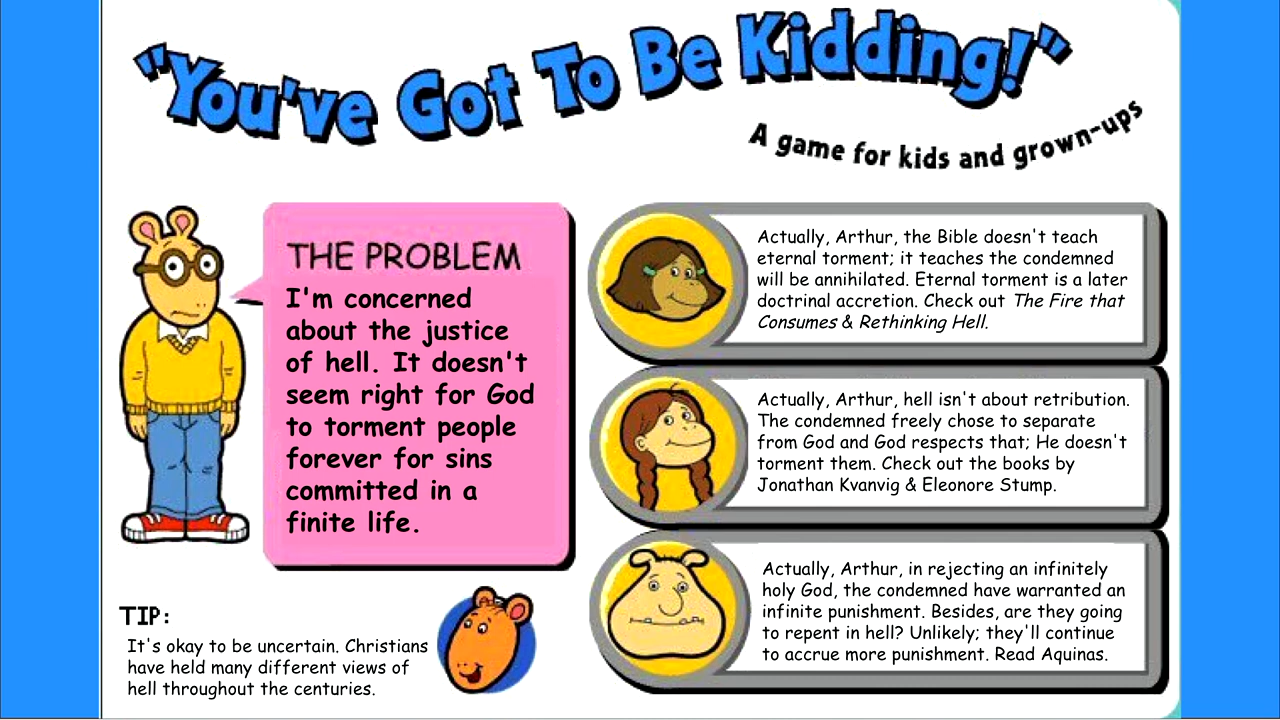 "You've Got To Be Kidding!"
A game for kids and grown-ups
THE PROBLEM
I'm concerned
about the justice
of hell. It doesn't
seem right for God
to torment people
forever for sins
committed in a
finite life.
Actually, Arthur, the Bible doesn't teach
eternal torment; it teaches the condemned
will be annihilated. Eternal torment is a later
doctrinal accretion. Check out The Fire that
Consumes & Rethinking Hell.
Actually, Arthur, hell isn't about retribution.
The condemned freely chose to separate
from God and God respects that; He doesn't
torment them. Check out the books by
Jonathan Kvanvig & Eleonore Stump.
Actually, Arthur, in rejecting an infinitely
holy God, the condemned have warranted an
infinite punishment. Besides, are they going
to repent in hell? Unlikely; they'll continue
to accrue more punishment. Read Aquinas.
TIP:
It's okay to be uncertain. Christians
have held many different views of
hell throughout the centuries.